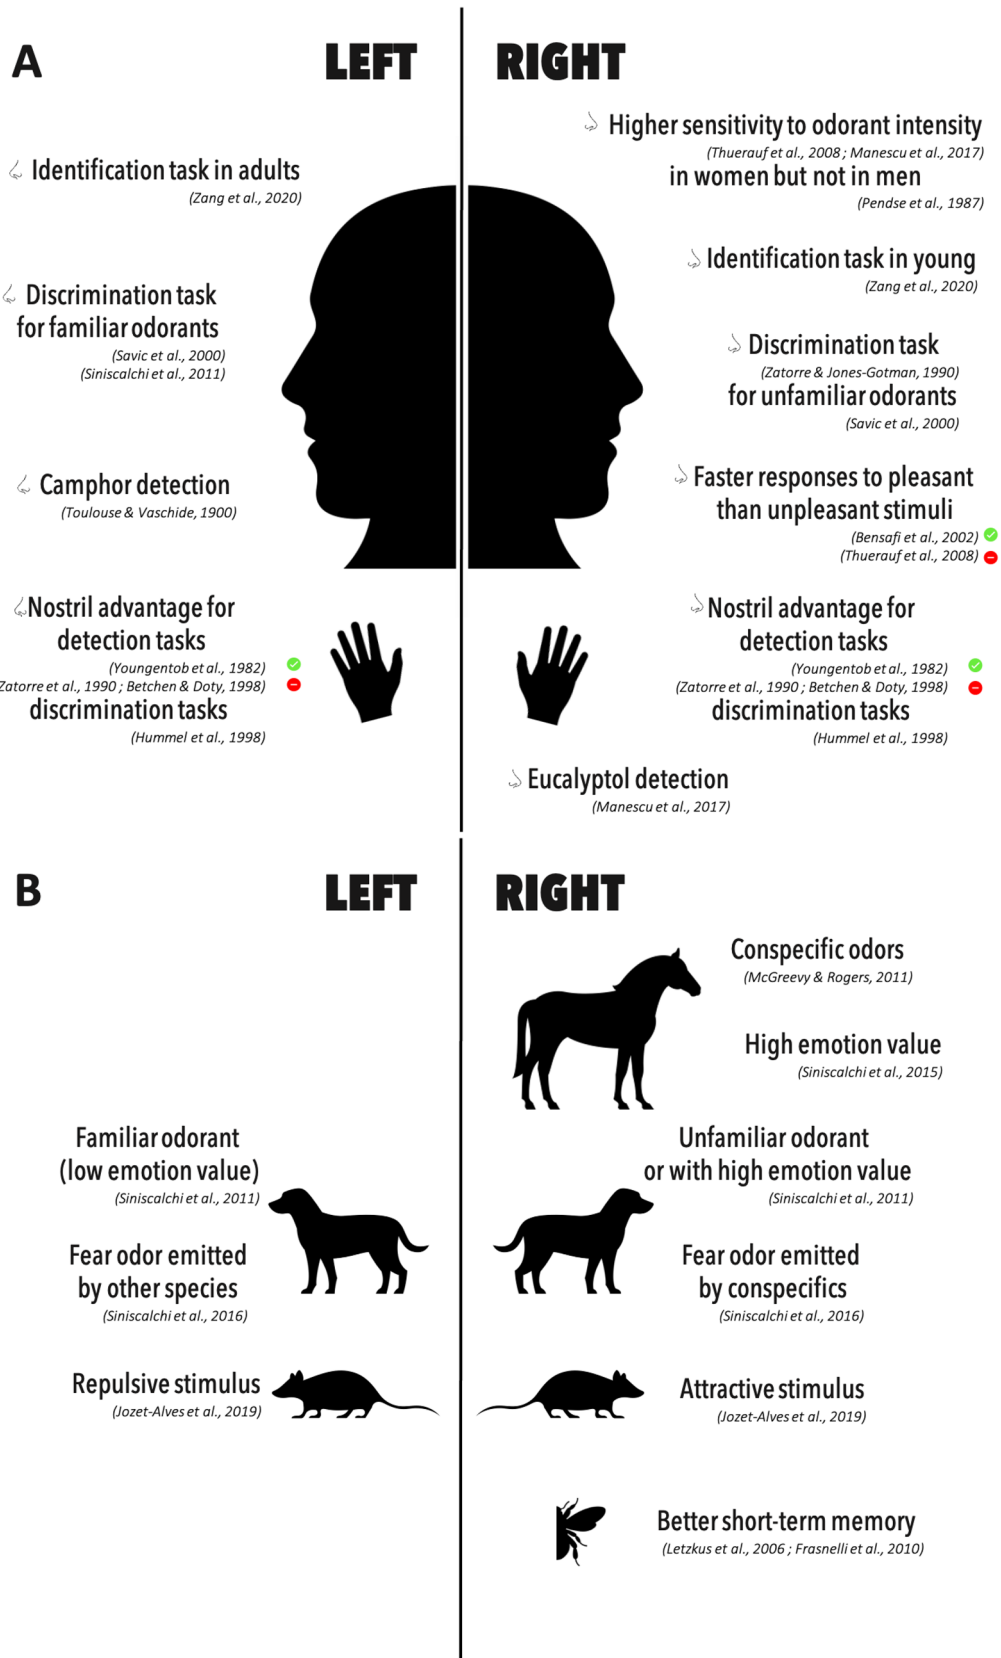 A
LEFT
RIGHT
Identification task in adults
(Zang et al., 2020)
Discrimination task
for familiar odorants
(Savic et al., 2000)
(Siniscalchi et al., 2011)
Camphor detection
(Toulouse & Vaschide, 1900)
Nostril advantage for
detection tasks
(Youngentob et al., 1982)
Zatorre et al., 1990 ; Betchen & Doty, 1998)
discrimination tasks
(Hummel et al., 1998)
Higher sensitivity to odorant intensity
(Thuerauf et al., 2008 ; Manescu et al., 2017)
in women but not in men
(Pendse et al., 1987)
Identification task in young
(Zang et al., 2020)
Discrimination task
(Zatorre & Jones-Gotman, 1990)
for unfamiliar odorants
(Savic et al., 2000)
Faster responses to pleasant
than unpleasant stimuli
(Bensafi et al., 2002)
(Thuerauf et al., 2008)
Nostril advantage for
detection tasks
(Youngentob et al., 1982)
(Zatorre et al., 1990 ; Betchen & Doty, 1998)
discrimination tasks
(Hummel et al., 1998)
Eucalyptol detection
(Manescu et al., 2017)
B
LEFT
RIGHT
Conspecific odors
(McGreevy & Rogers, 2011)
High emotion value
(Siniscalchi et al., 2015)
Familiar odorant
(low emotion value)
(Siniscalchi et al., 2011)
Fear odor emitted
by other species
(Siniscalchi et al., 2016)
Unfamiliar odorant
or with high emotion value
(Siniscalchi et al., 2011)
Fear odor emitted
by conspecifics
(Siniscalchi et al., 2016)
Repulsive stimulus
(Jozet-Alves et al., 2019)
Attractive stimulus
(Jozet-Alves et al., 2019)
Better short-term memory
(Letzkus et al., 2006 ; Frasnelli et al., 2010)